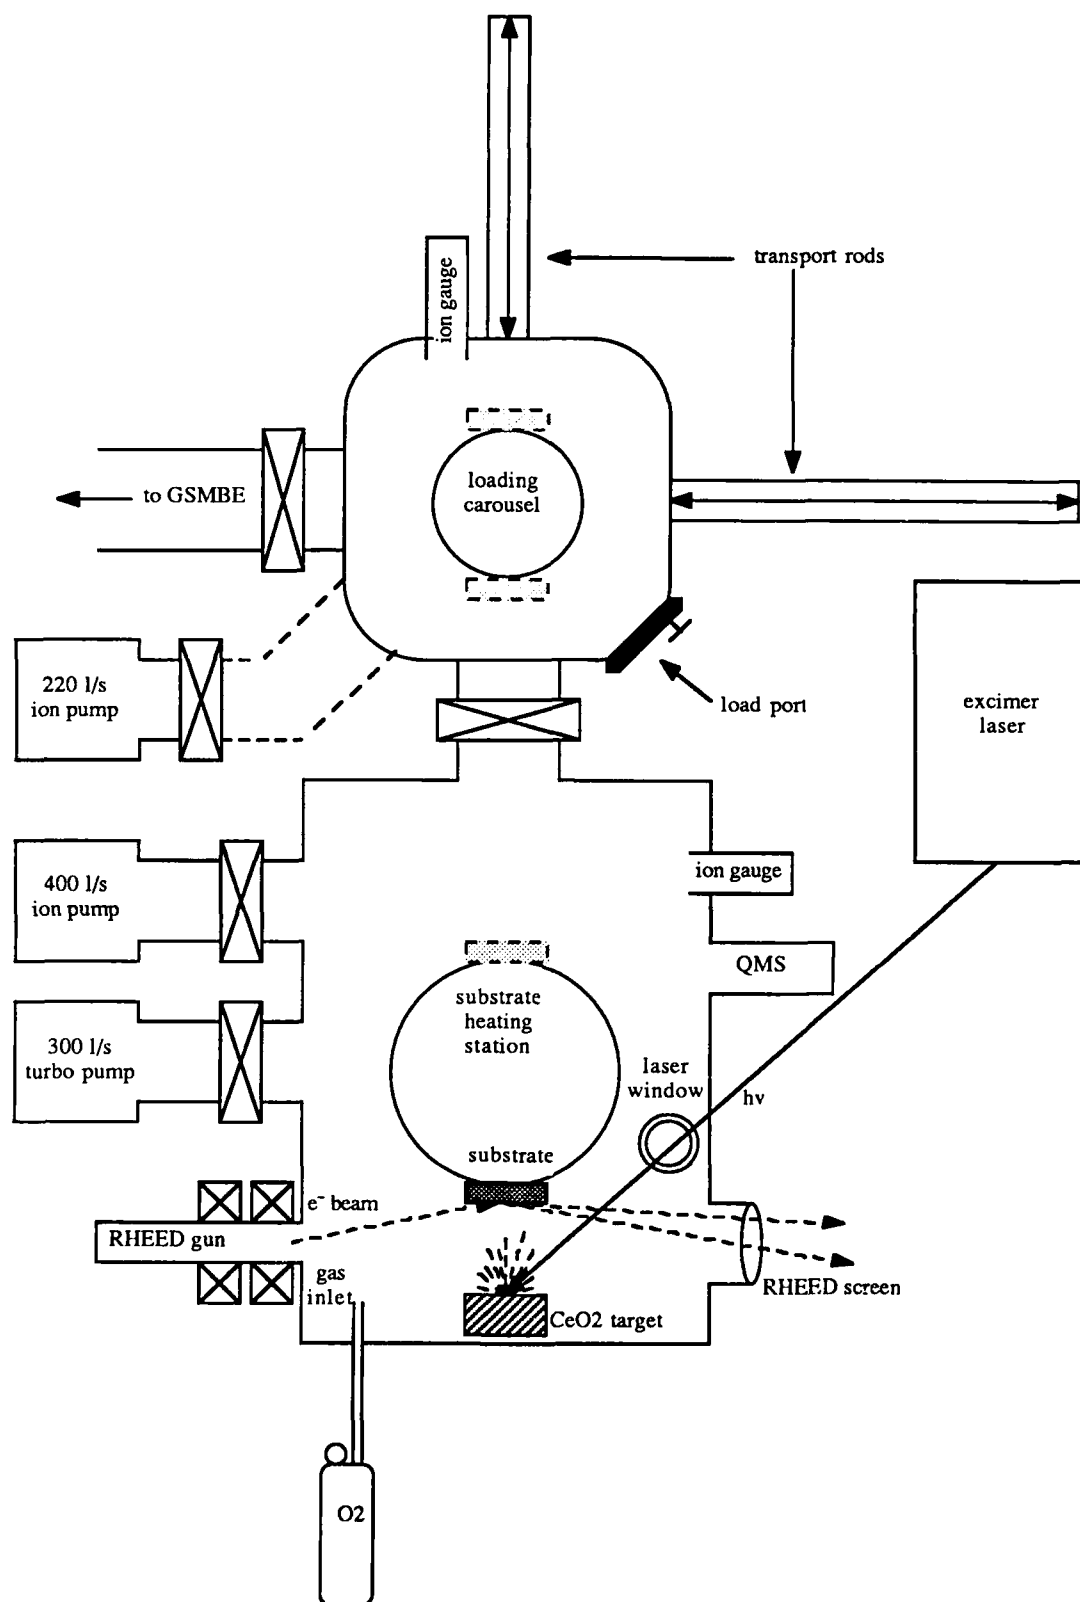 transport rods
ion gauge
loading
carousel
to GSMBE
220 l/s
ion pump
load port
excimer
laser
400 l/s
ion pump
ion gauge
QMS
substrate
heating
station
300 l/s
turbo pump
laser
window
hv
substrate
e⁻ beam
RHEED gun
gas
inlet
RHEED screen
CeO2 target
O2